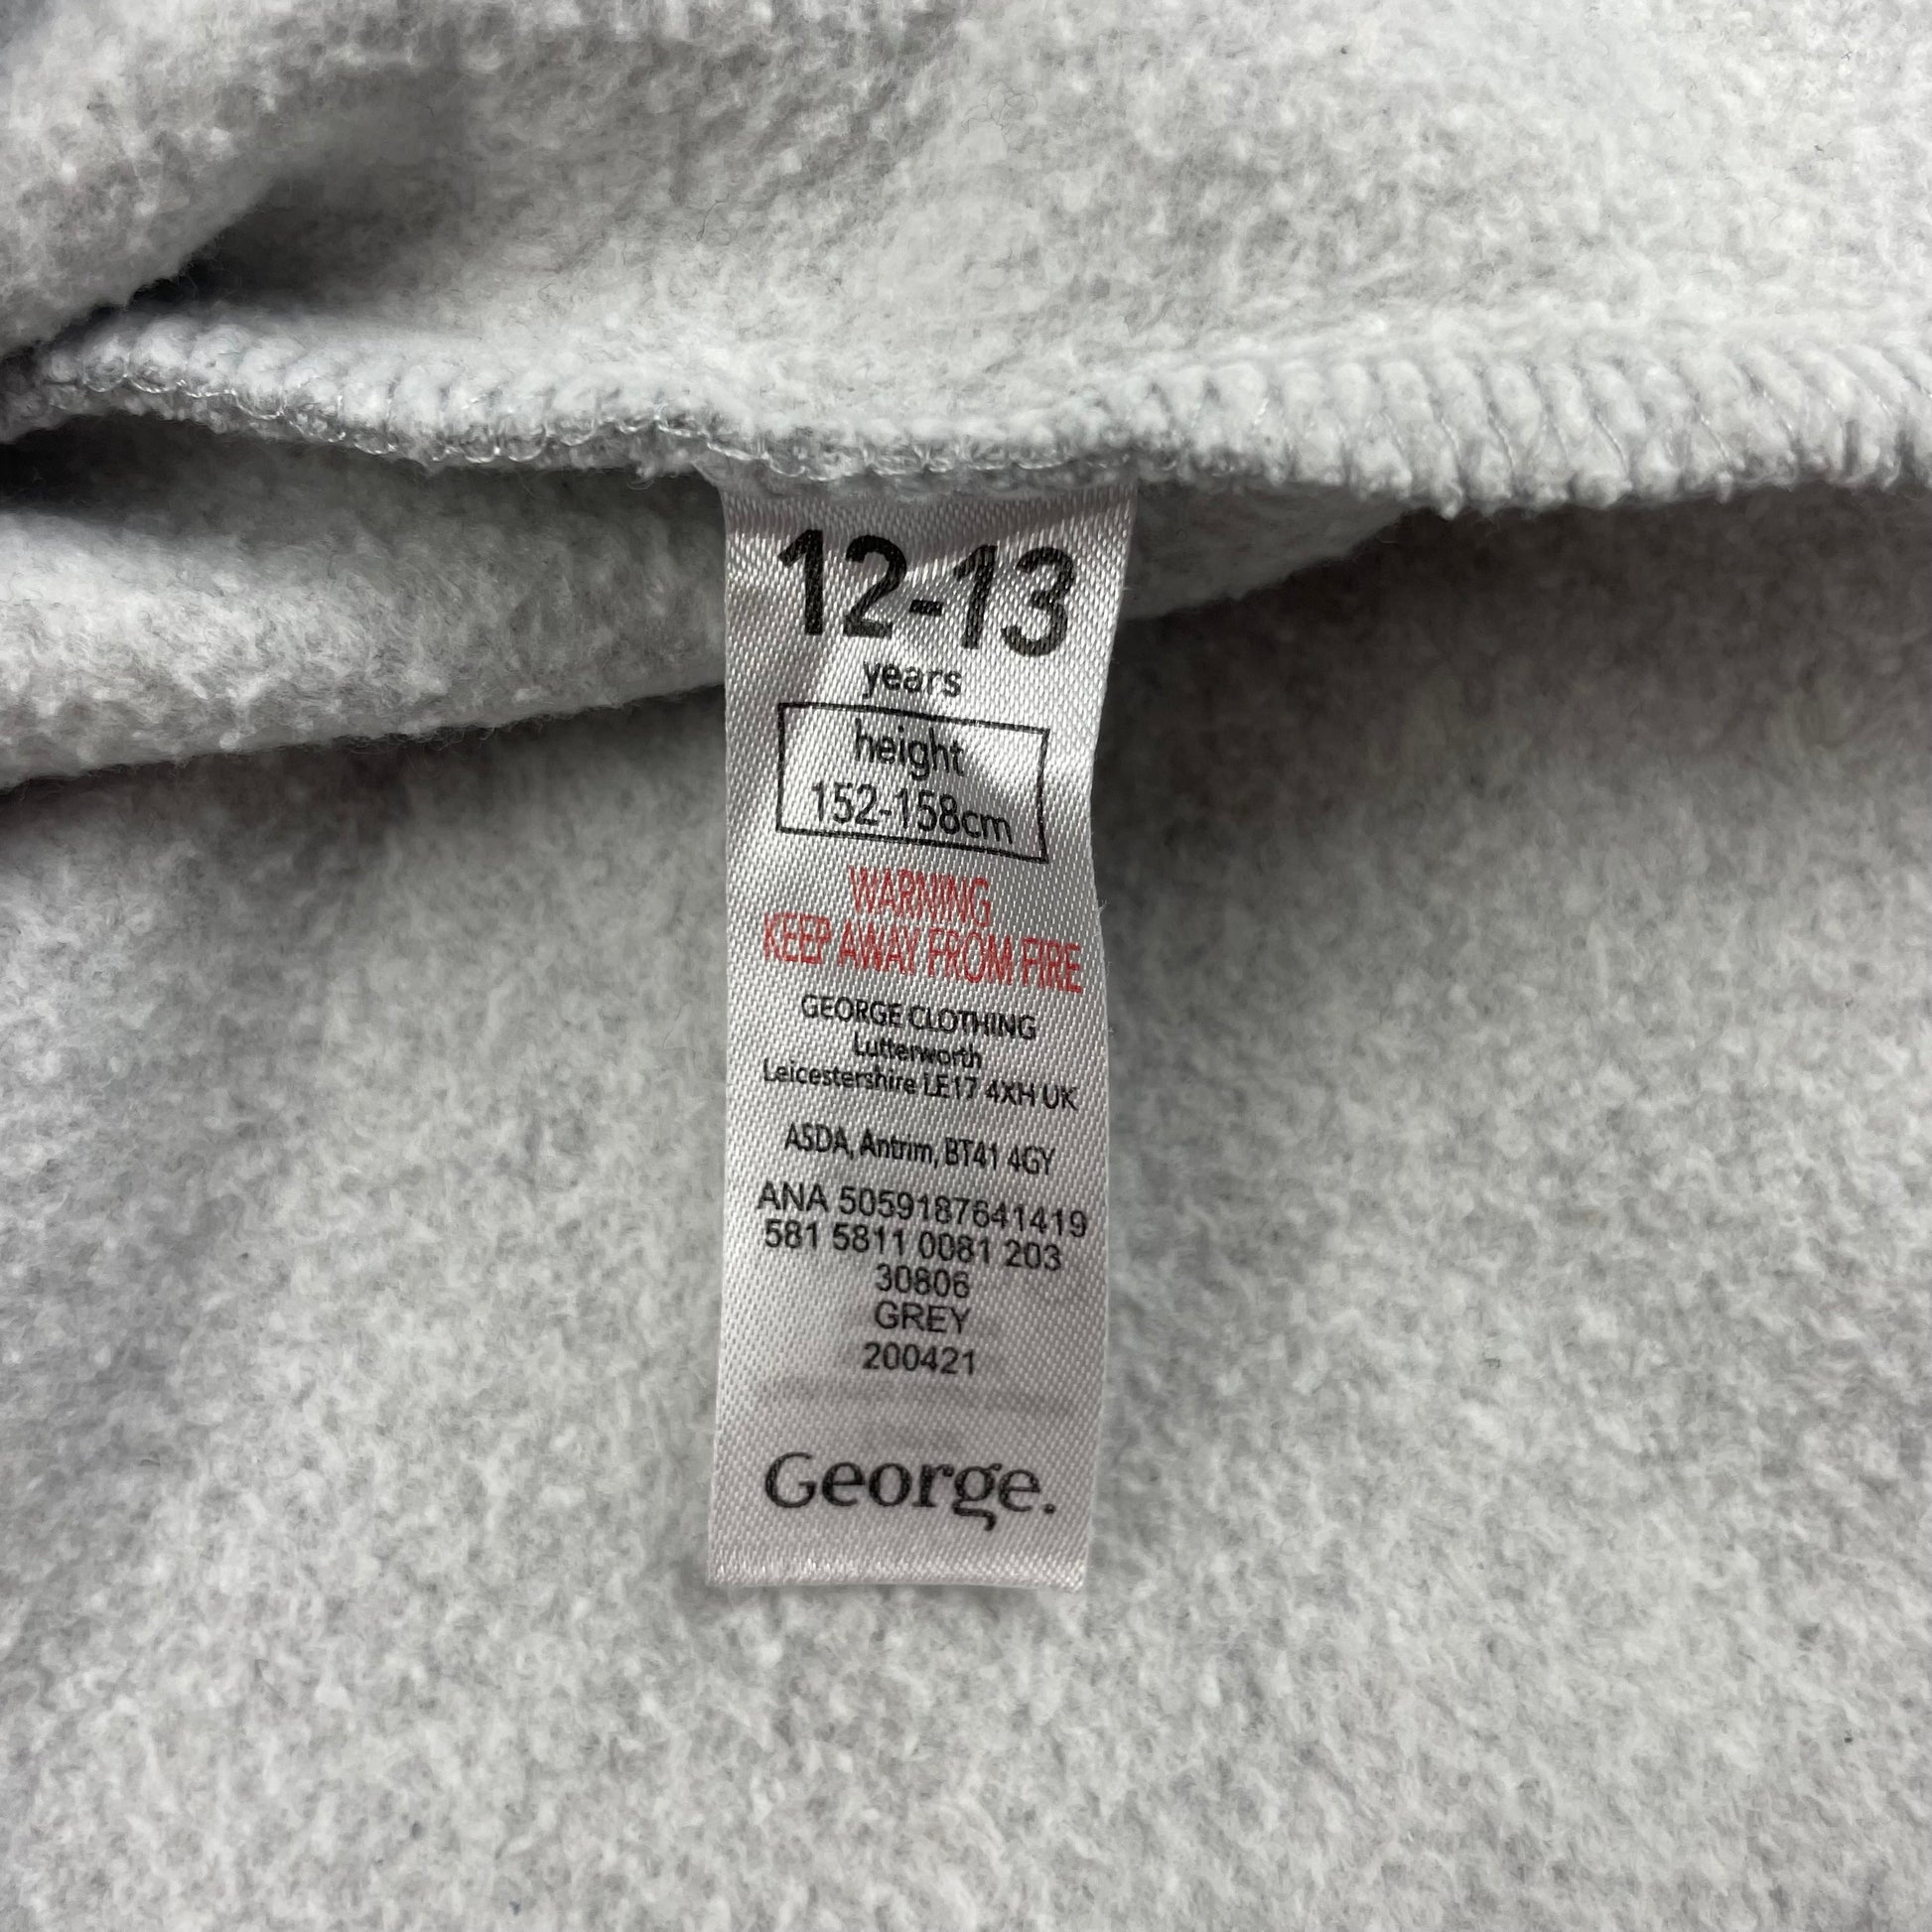 12-13
years
height
152-158cm
WARNING
KEEP AWAY FROM FIRE
GEORGE CLOTHING
Lutterworth
Leicestershire LE17 4XH UK
ASDA, Antrim, BT41 4GY
ANA 5059187641419
581 5811 0081 203
30806
GREY
200421
George.